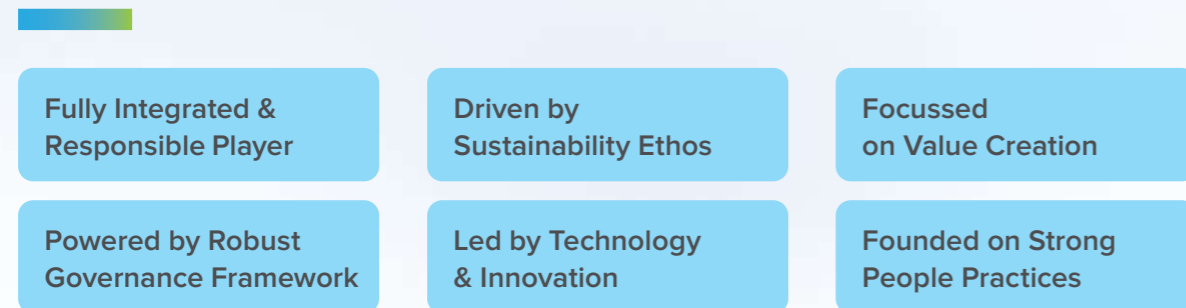 Fully Integrated &
Responsible Player
Driven by
Sustainability Ethos
Focussed
on Value Creation
Powered by Robust
Governance Framework
Led by Technology
& Innovation
Founded on Strong
People Practices